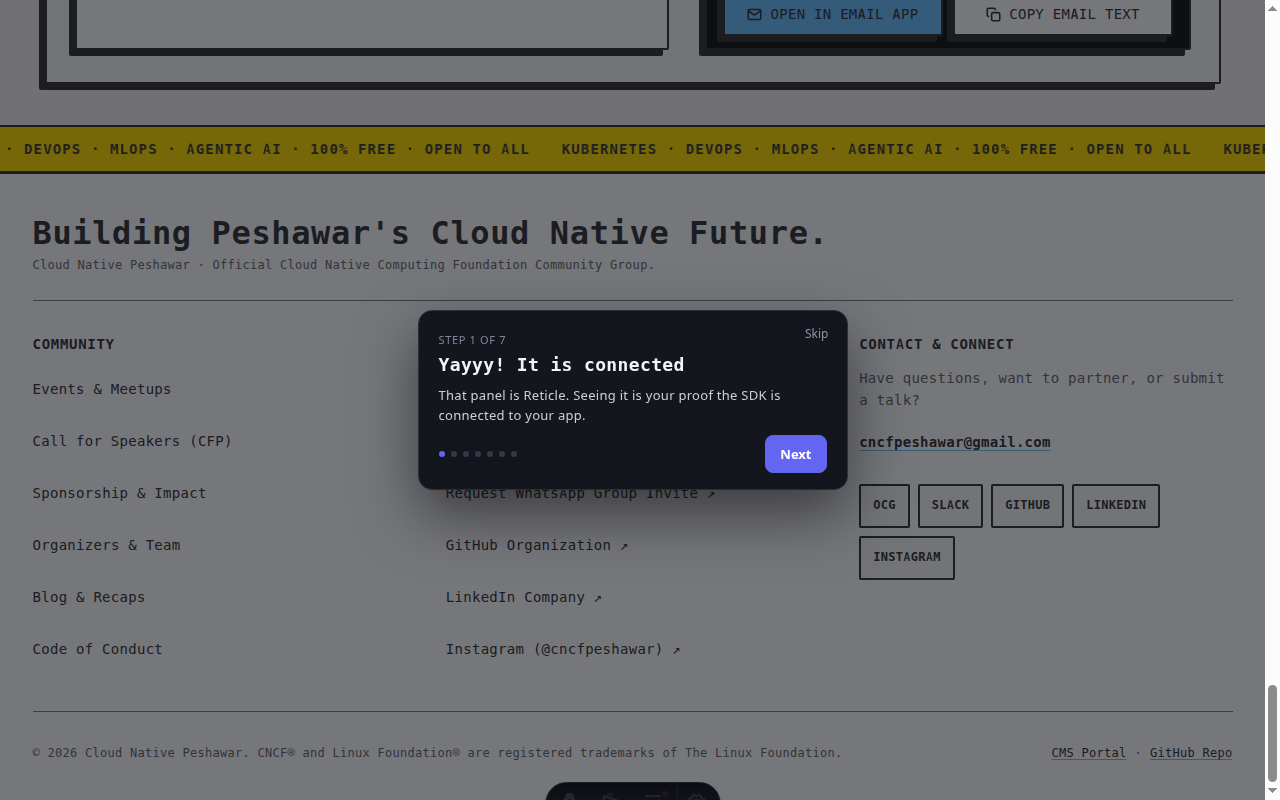 OPEN IN EMAIL APP
COPY EMAIL TEXT
· DEVOPS · MLOPS · AGENTIC AI · 100% FREE · OPEN TO ALL KUBERNETES · DEVOPS · MLOPS · AGENTIC AI · 100% FREE · OPEN TO ALL KUBER
Building Peshawar's Cloud Native Future.
Cloud Native Peshawar · Official Cloud Native Computing Foundation Community Group.
COMMUNITY
Events & Meetups
Call for Speakers (CFP)
Sponsorship & Impact
Organizers & Team
Blog & Recaps
Code of Conduct
Skip
STEP 1 OF 7
Yayyy! It is connected
That panel is Reticle. Seeing it is your proof the SDK is
connected to your app.
Next
Request WhatsApp Group Invite ↗
GitHub Organization ↗
LinkedIn Company ↗
Instagram (@cncfpeshawar) ↗
CONTACT & CONNECT
Have questions, want to partner, or submit
a talk?
cncfpeshawar@gmail.com
OCG
SLACK
GITHUB
LINKEDIN
INSTAGRAM
© 2026 Cloud Native Peshawar. CNCF® and Linux Foundation® are registered trademarks of The Linux Foundation.
CMS Portal · GitHub Repo